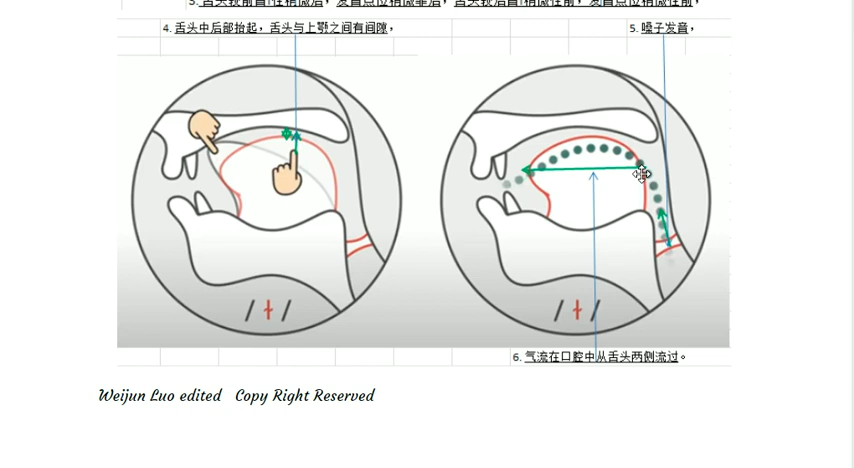 4. 舌头中后部抬起，舌头与上颚之间有间隙，
5. 嗓子发音，
/ɫ/
/ɫ/
6. 气流在口腔中从舌头两侧流过。
Weijun Luo edited Copy Right Reserved